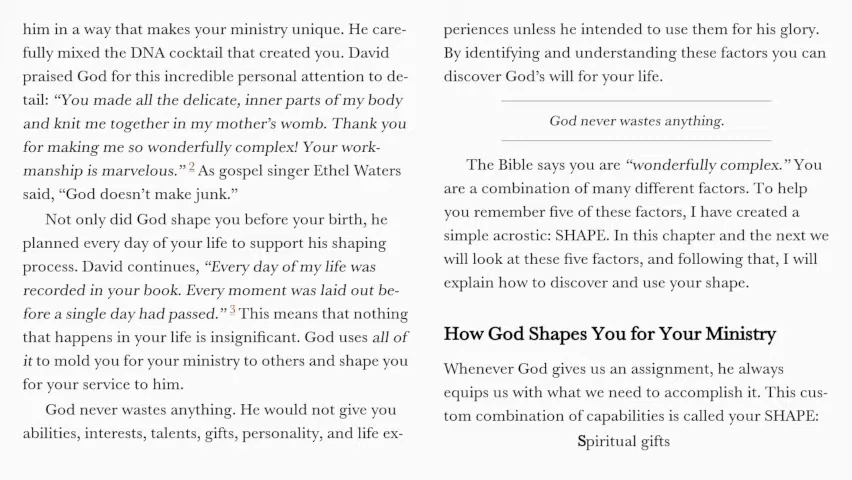 him in a way that makes your ministry unique. He care-
fully mixed the DNA cocktail that created you. David
praised God for this incredible personal attention to de-
tail: “You made all the delicate, inner parts of my body
and knit me together in my mother’s womb. Thank you
for making me so wonderfully complex! Your work-
manship is marvelous.” 2 As gospel singer Ethel Waters
said, “God doesn’t make junk.”
Not only did God shape you before your birth, he
planned every day of your life to support his shaping
process. David continues, “Every day of my life was
recorded in your book. Every moment was laid out be-
fore a single day had passed.” 3 This means that nothing
that happens in your life is insignificant. God uses all of
it to mold you for your ministry to others and shape you
for your service to him.
God never wastes anything. He would not give you
abilities, interests, talents, gifts, personality, and life ex-
periences unless he intended to use them for his glory.
By identifying and understanding these factors you can
discover God’s will for your life.
God never wastes anything.
The Bible says you are “wonderfully complex.” You
are a combination of many different factors. To help
you remember five of these factors, I have created a
simple acrostic: SHAPE. In this chapter and the next we
will look at these five factors, and following that, I will
explain how to discover and use your shape.
How God Shapes You for Your Ministry
Whenever God gives us an assignment, he always
equips us with what we need to accomplish it. This cus-
tom combination of capabilities is called your SHAPE:
Spiritual gifts